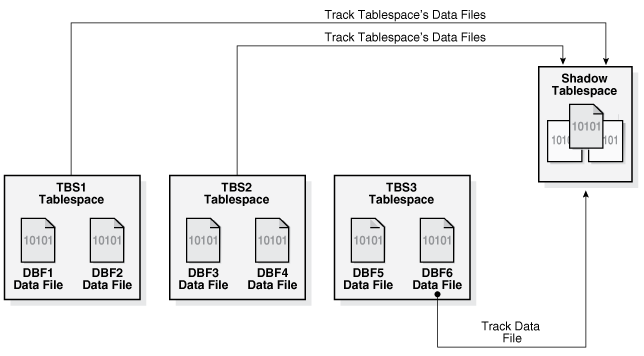 Track Tablespace's Data Files
Track Tablespace's Data Files
Shadow
Tablespace
10101
101
101
TBS1
Tablespace
10101
10101
DBF1
Data File
DBF2
Data File
TBS2
Tablespace
10101
10101
DBF3
Data File
DBF4
Data File
TBS3
Tablespace
10101
10101
DBF5
Data File
DBF6
Data File
Track Data
File